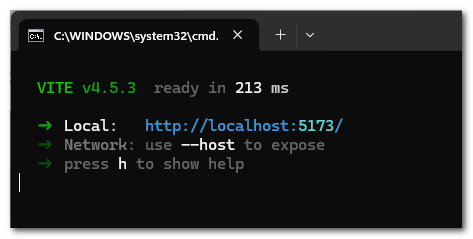 C:\WINDOWS\system32\cmd.
VITE v4.5.3 ready in 213 ms
➜ Local: http://localhost:5173/
➜ Network: use --host to expose
➜ press h to show help